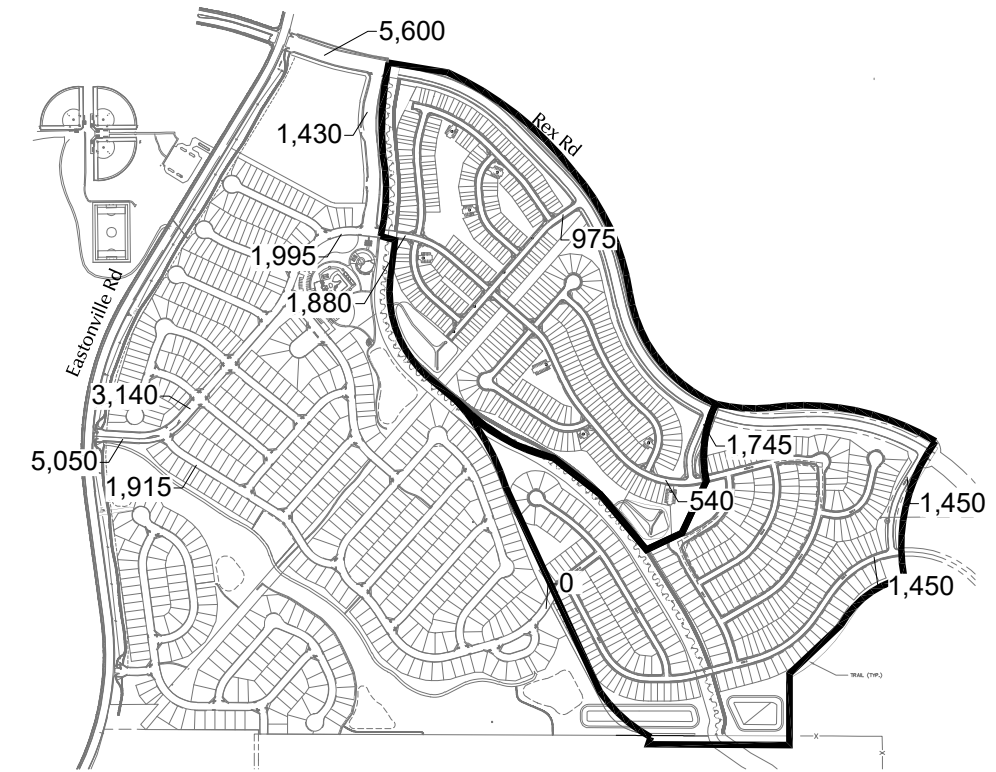 5,600
1,430
Rex Rd
975
1,995
1,880
Eastonville Rd
3,140
5,050
1,915
1,745
540
1,450
0
1,450
TRAIL (TYP.)
X
X